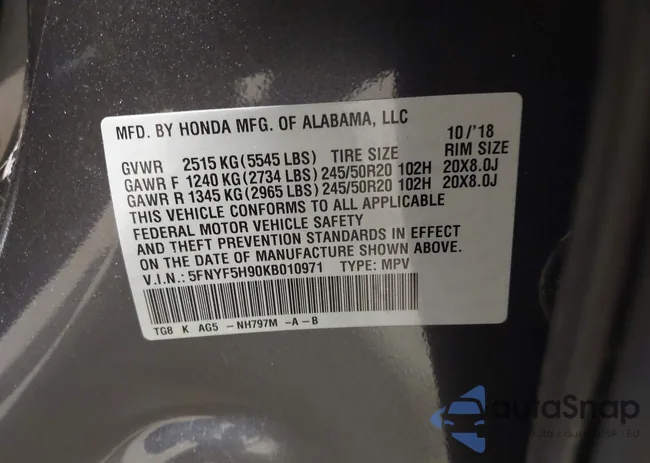 MFD. BY HONDA MFG. OF ALABAMA, LLC 10/'18
GVWR 2515 KG (5545 LBS) TIRE SIZE RIM SIZE
GAWR F 1240 KG (2734 LBS) 245/50R20 102H 20X8.0J
GAWR R 1345 KG (2965 LBS) 245/50R20 102H 20X8.0J
THIS VEHICLE CONFORMS TO ALL APPLICABLE
FEDERAL MOTOR VEHICLE SAFETY
AND THEFT PREVENTION STANDARDS IN EFFECT
ON THE DATE OF MANUFACTURE SHOWN ABOVE.
V.I.N.: 5FNYF5H90KB010971 TYPE: MPV
TG8 K AG5 -NH797M -A-B
autoSnap